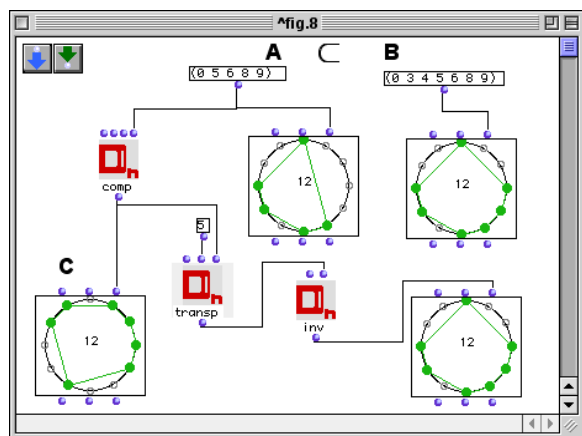 ^fig.8
A ⊂ B
(0 5 6 8 9)
(0 3 4 5 6 8 9)
comp
12
12
5
C
transp
inv
12
12